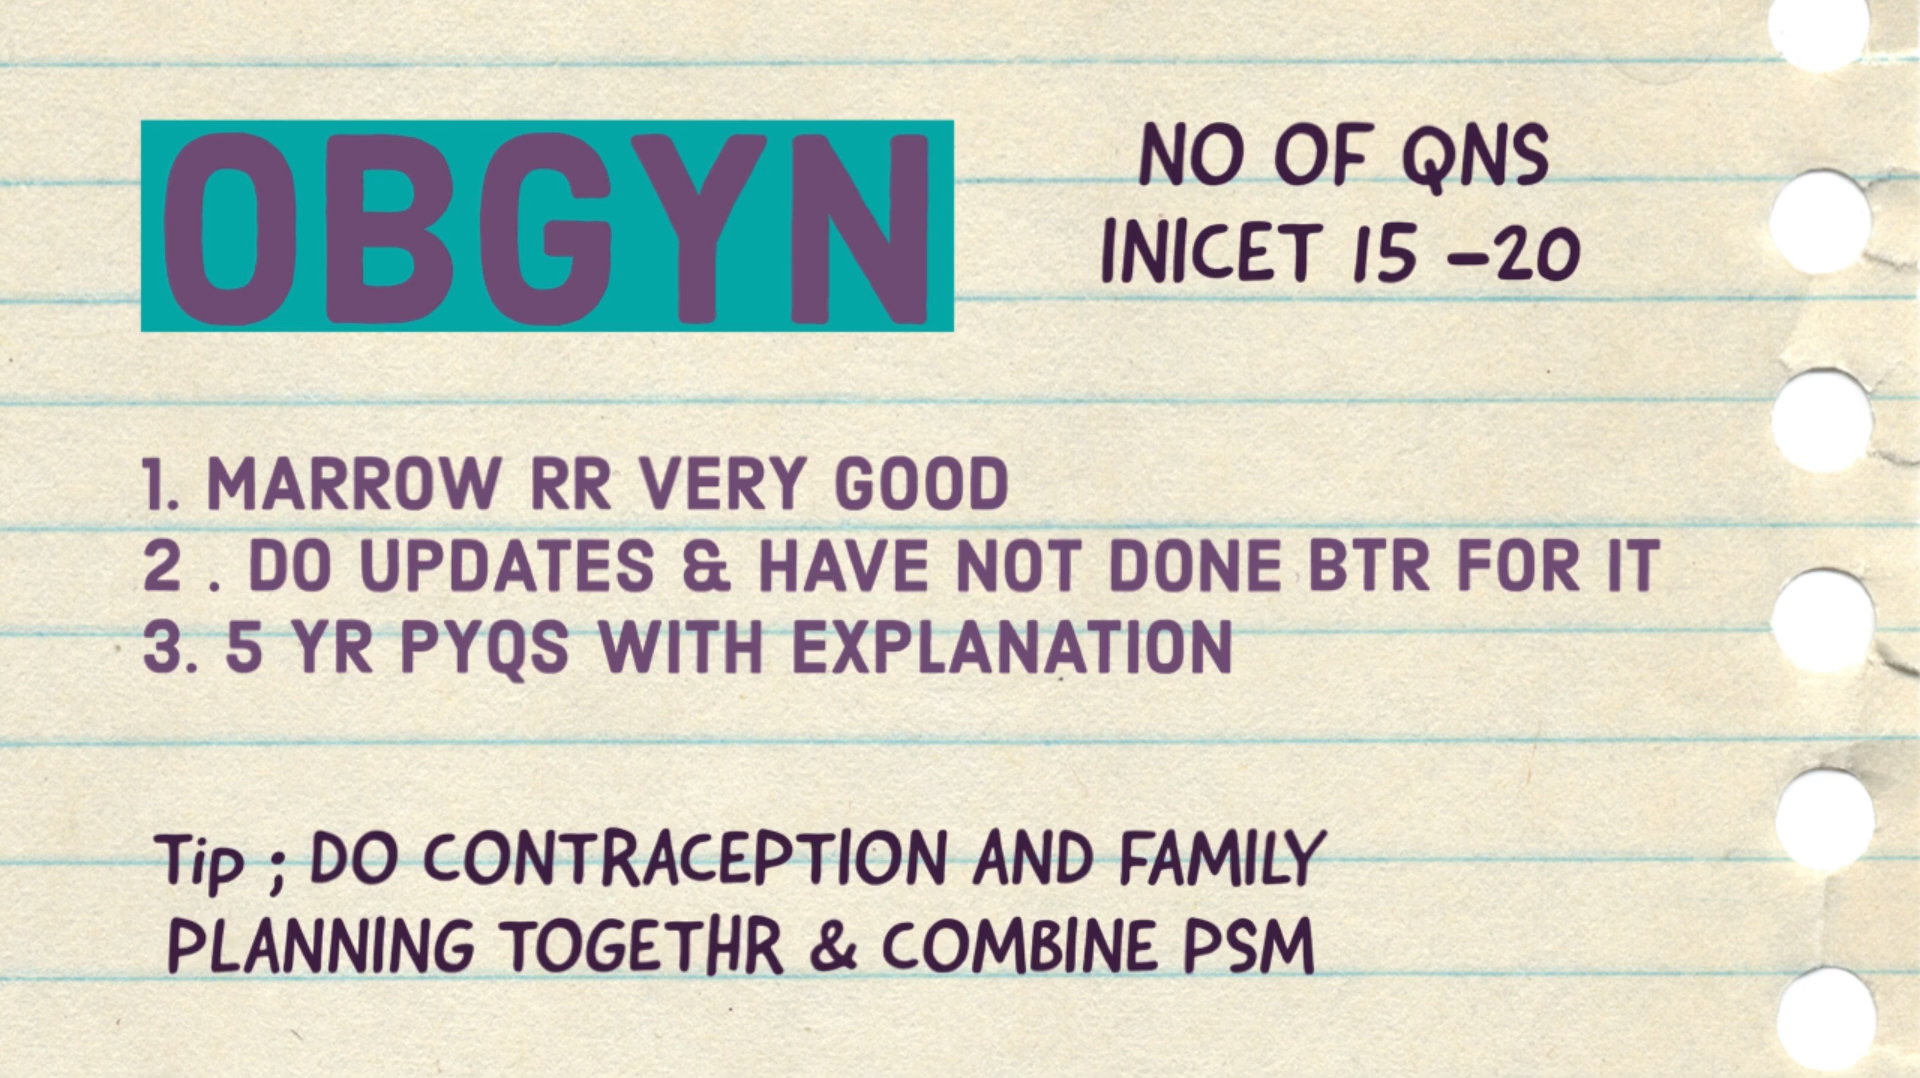 OBGYN
NO OF QNS
INICET 15 -20
1. MARROW RR VERY GOOD
2 . DO UPDATES & HAVE NOT DONE BTR FOR IT
3. 5 YR PYQS WITH EXPLANATION
Tip ; DO CONTRACEPTION AND FAMILY
PLANNING TOGETHR & COMBINE PSM